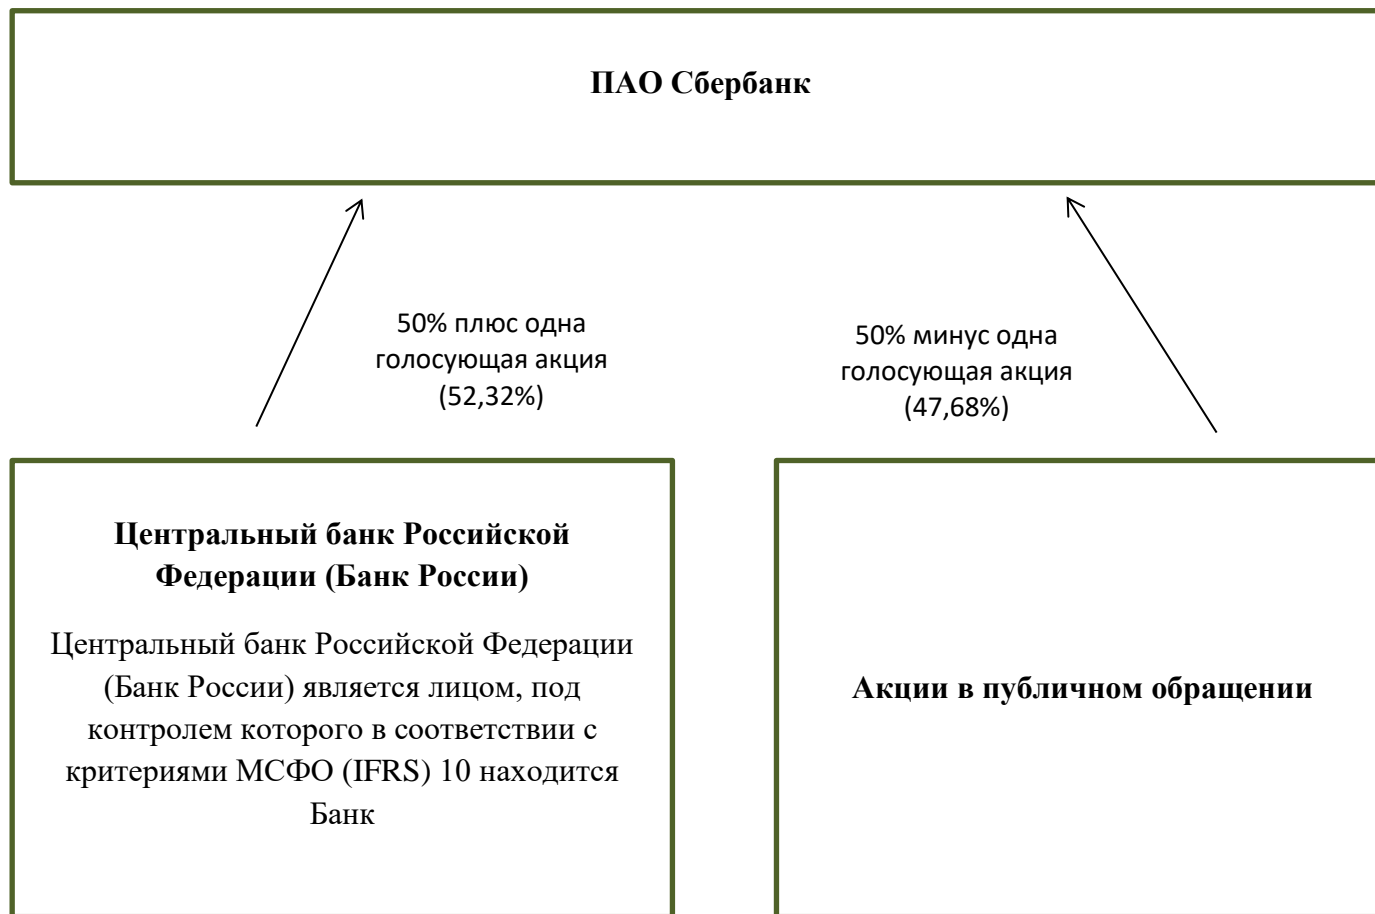 ПАО Сбербанк
50% плюс одна
голосующая акция
(52,32%)
50% минус одна
голосующая акция
(47,68%)
Центральный банк Российской
Федерации (Банк России)
Центральный банк Российской Федерации
(Банк России) является лицом, под
контролем которого в соответствии с
критериями МСФО (IFRS) 10 находится
Банк
Акции в публичном обращении